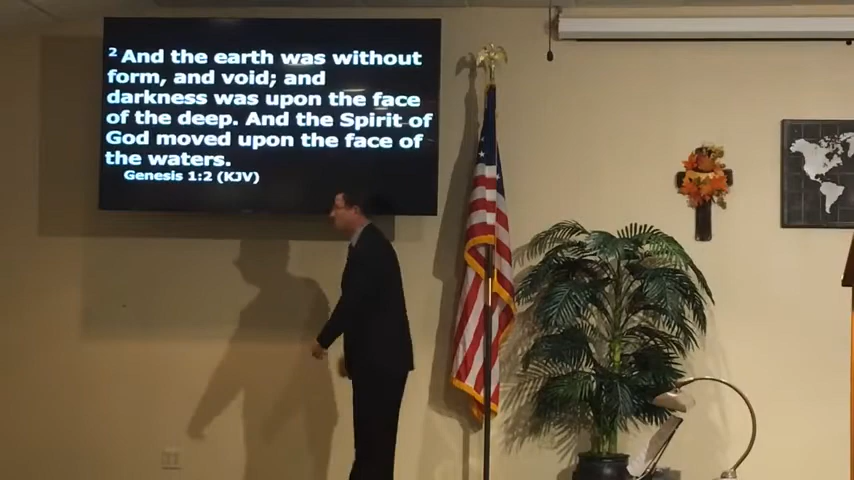 2 And the earth was without
form, and void; and
darkness was upon the face
of the deep. And the Spirit of
God moved upon the face of
the waters.
Genesis 1:2 (KJV)